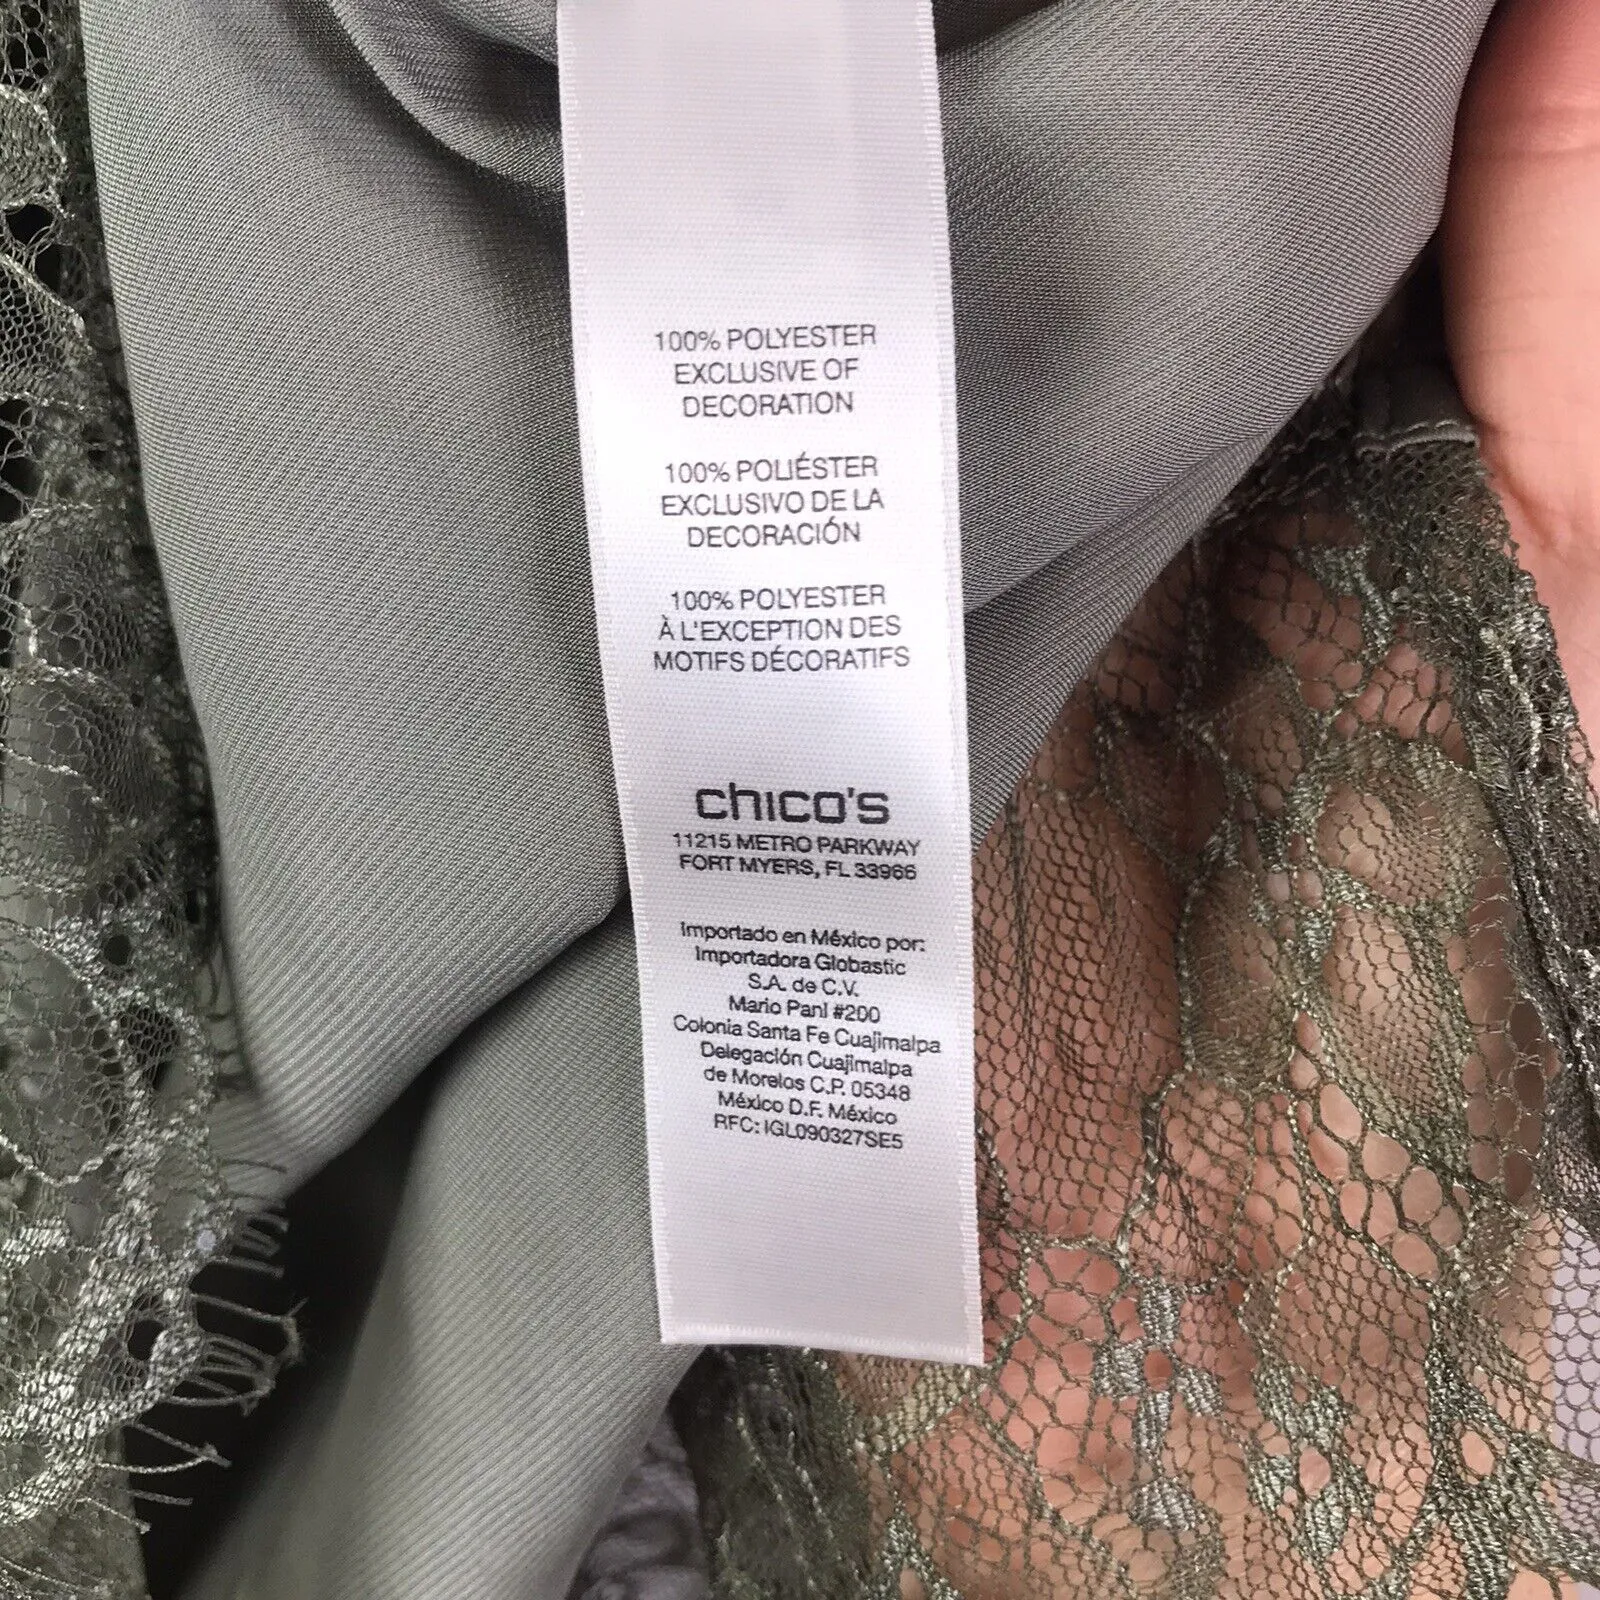 100% POLYESTER
EXCLUSIVE OF
DECORATION
100% POLIÉSTER
EXCLUSIVO DE LA
DECORACIÓN
100% POLYESTER
À L'EXCEPTION DES
MOTIFS DÉCORATIFS
chico's
11215 METRO PARKWAY
FORT MYERS, FL 33966
Importado en México por:
Importadora Globastic
S.A. de C.V.
Mario Pani #200
Colonia Santa Fe Cuajimalpa
Delegación Cuajimalpa
de Morelos C.P. 05348
México D.F. México
RFC: IGL090327SE5